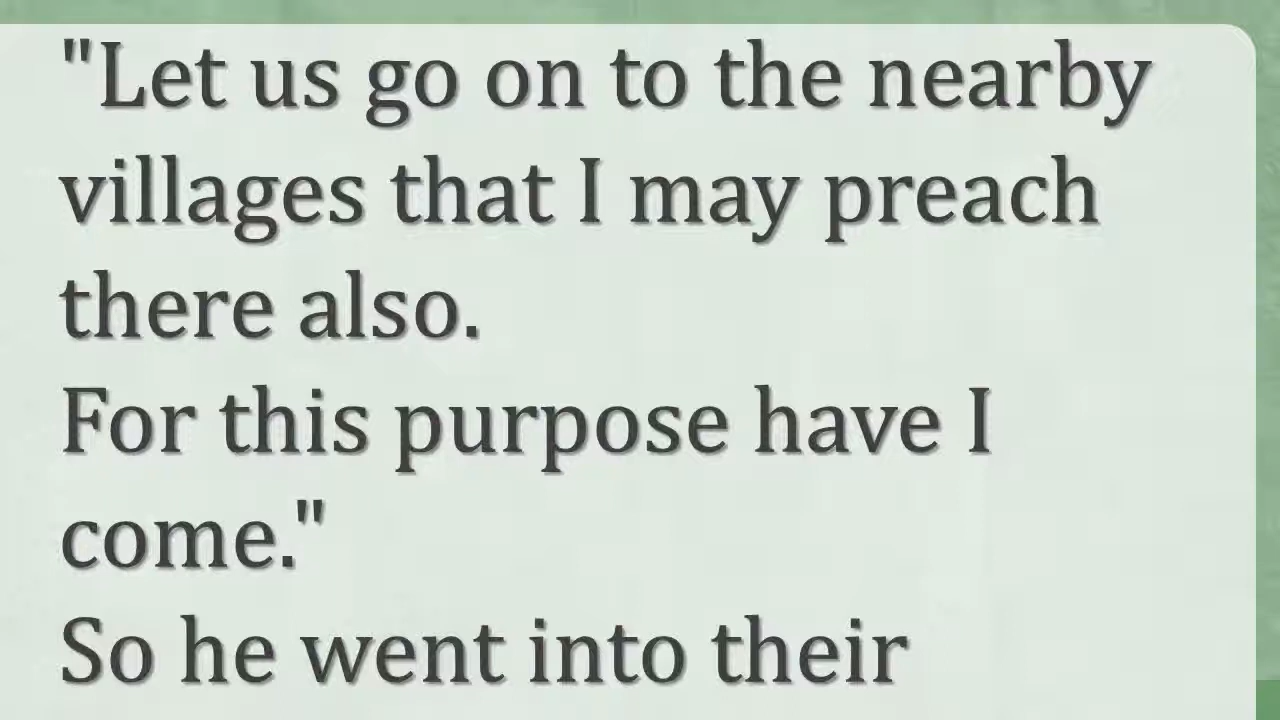 "Let us go on to the nearby
villages that I may preach
there also.
For this purpose have I
come."
So he went into their